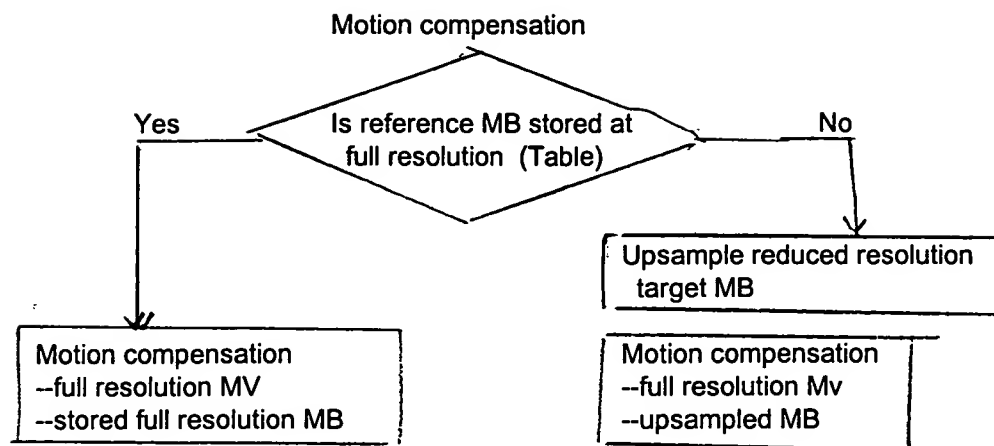 Motion compensation
Is reference MB stored at
full resolution (Table)
Yes
No
Upsample reduced resolution
target MB
Motion compensation
--full resolution MV
--stored full resolution MB
Motion compensation
--full resolution Mv
--upsampled MB